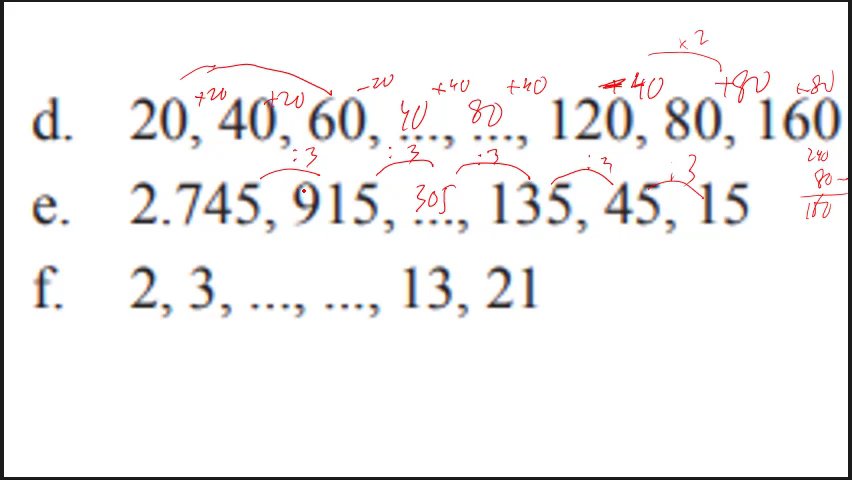 × 2
+20 +20 -20 +40 +40 - 40 +80 +80
d. 20, 40, 60, ..., ..., 120, 80, 160
40 80
: 3 : 3 : 3 : 3 : 3
240
80 -
160
e. 2.745, 915, ..., 135, 45, 15
305
f. 2, 3, ..., ..., 13, 21